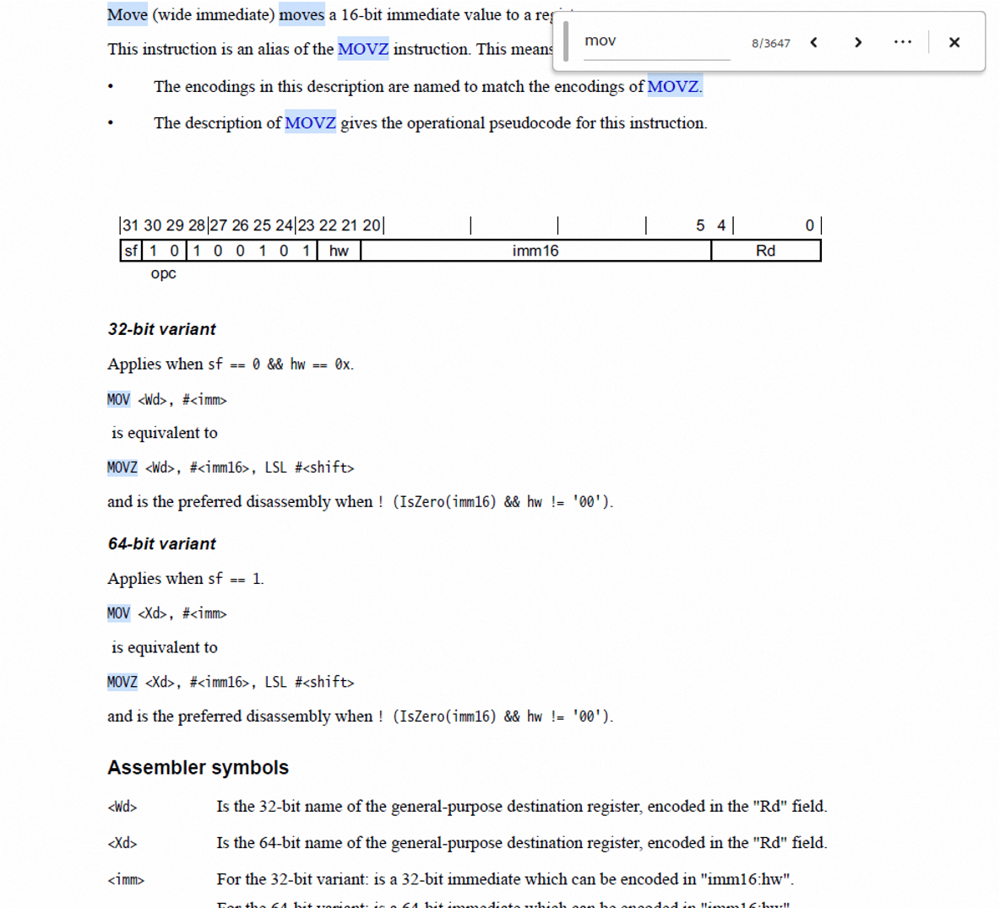 Move (wide immediate) moves a 16-bit immediate value to a
This instruction is an alias of the MOVZ instruction. This means
mov
8/3647
• The encodings in this description are named to match the encodings of MOVZ.
• The description of MOVZ gives the operational pseudocode for this instruction.
31 30 29 28 27 26 25 24 23 22 21 20 5 4 0
sf 1 0 1 0 0 1 0 1 hw imm16 Rd
opc
32-bit variant
Applies when sf == 0 && hw == 0x.
MOV <Wd>, #<imm>
is equivalent to
MOVZ <Wd>, #<imm16>, LSL #<shift>
and is the preferred disassembly when ! (IsZero(imm16) && hw != '00').
64-bit variant
Applies when sf == 1.
MOV <Xd>, #<imm>
is equivalent to
MOVZ <Xd>, #<imm16>, LSL #<shift>
and is the preferred disassembly when ! (IsZero(imm16) && hw != '00').
Assembler symbols
<Wd> Is the 32-bit name of the general-purpose destination register, encoded in the "Rd" field.
<Xd> Is the 64-bit name of the general-purpose destination register, encoded in the "Rd" field.
<imm> For the 32-bit variant: is a 32-bit immediate which can be encoded in "imm16:hw".
For the 64-bit variant: is a 64-bit immediate which can be encoded in "imm16:hw"